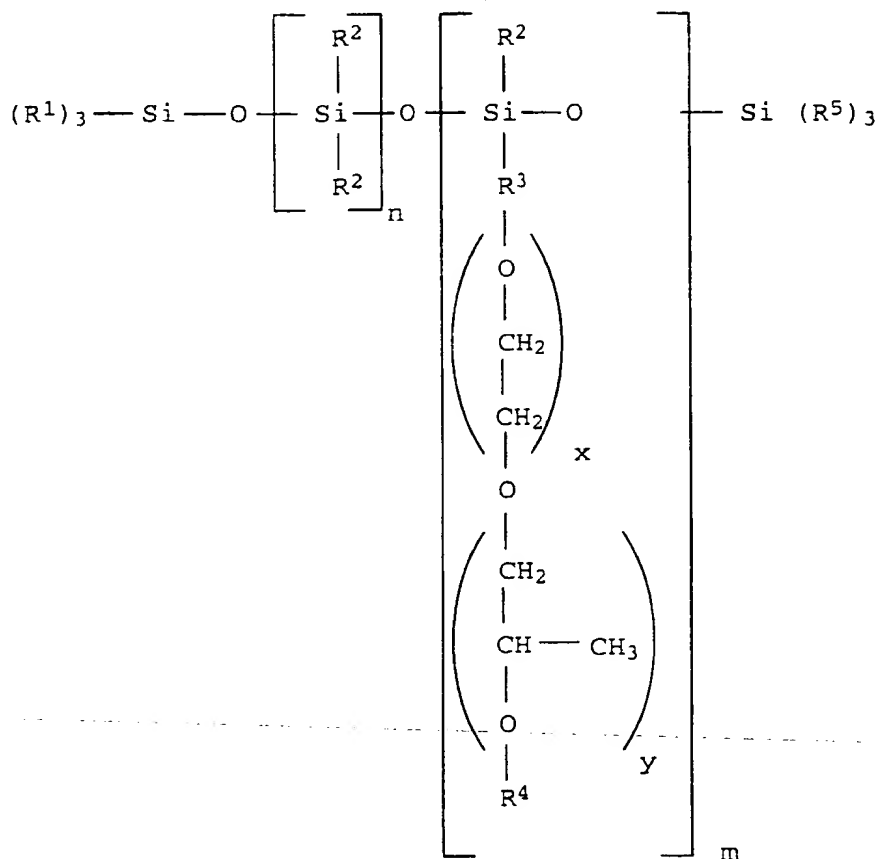 R² R²
(R¹)₃ Si O Si O Si O Si (R⁵)₃
R² R³
n
O
CH₂
CH₂
x
O
CH₂
CH CH₃
O
y
R⁴
m